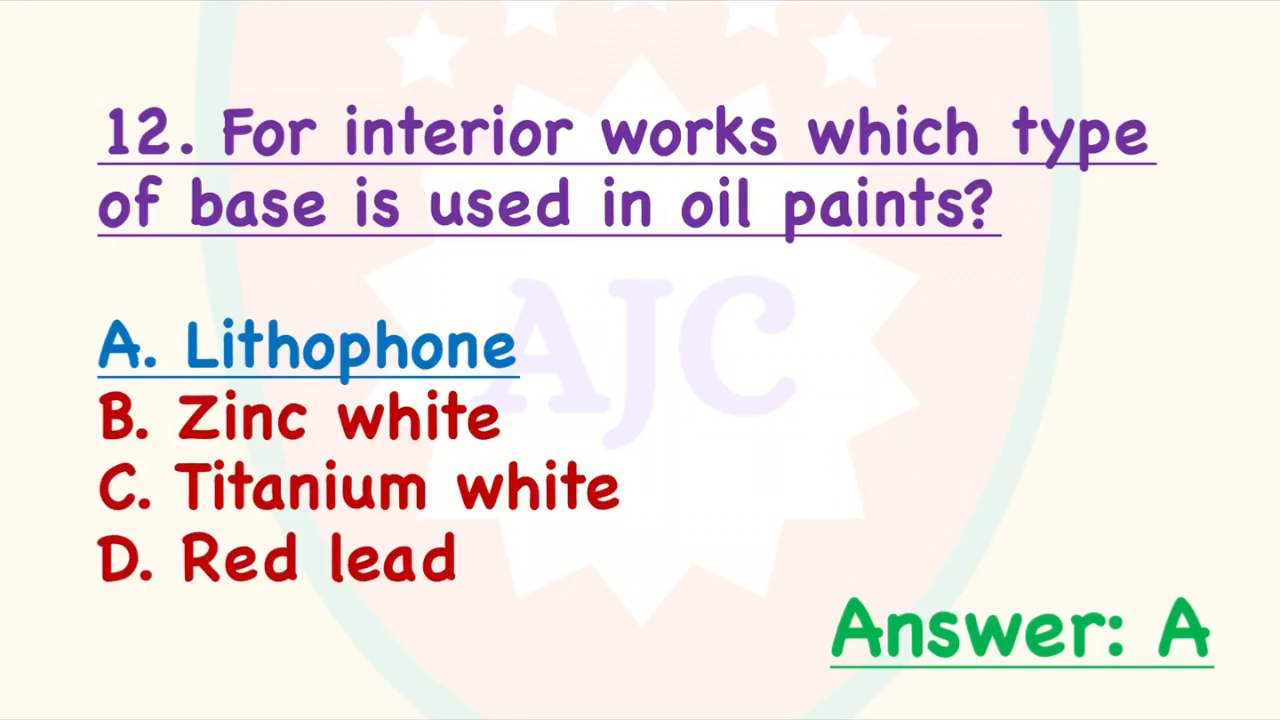 12. For interior works which type
of base is used in oil paints?
AJC
A. Lithophone
B. Zinc white
C. Titanium white
D. Red lead
Answer: A